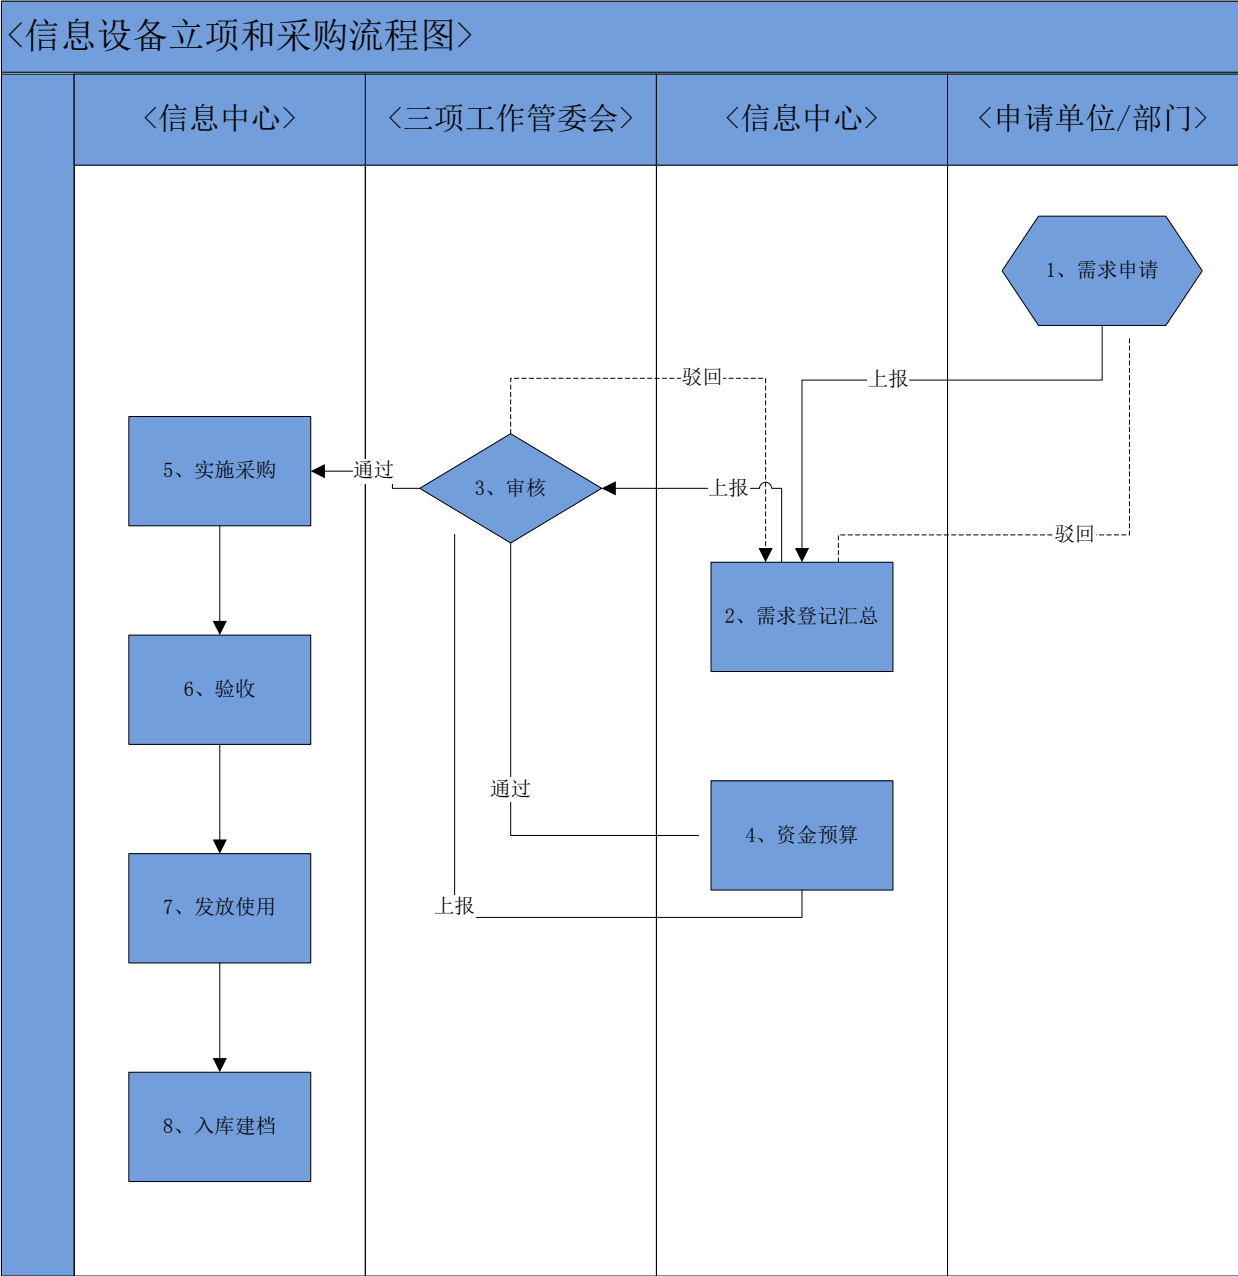 <信息设备立项和采购流程图>
<信息中心>
<三项工作管委会>
<信息中心>
<申请单位/部门>
1、需求申请
驳回
上报
5、实施采购
通过
3、审核
上报
驳回
2、需求登记汇总
6、验收
通过
4、资金预算
7、发放使用
上报
8、入库建档